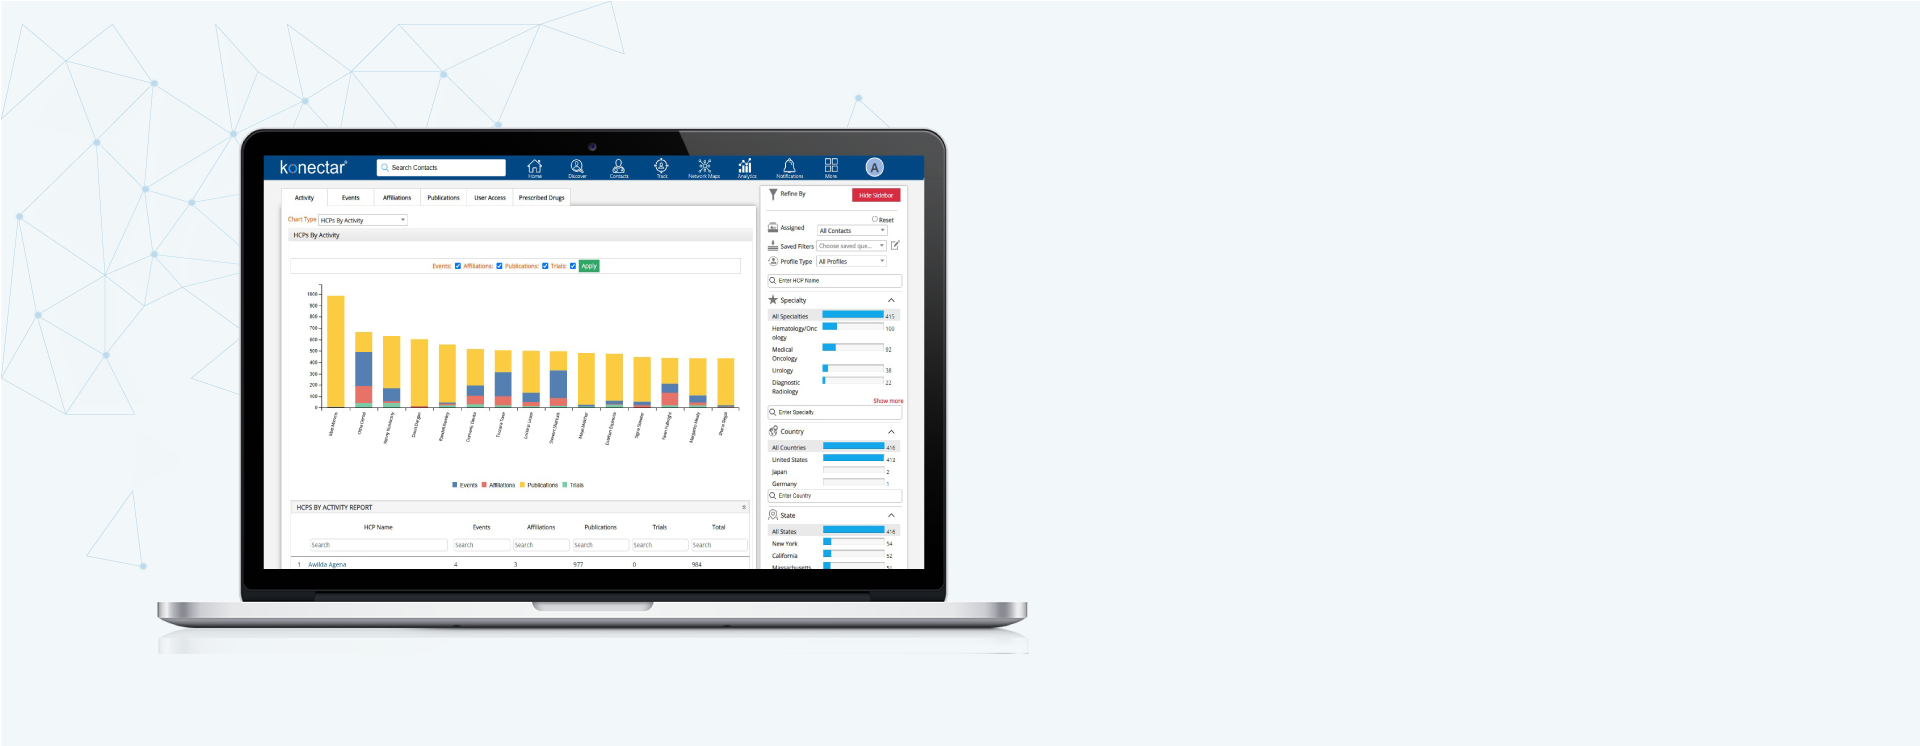 konectar
Search Contacts
Home
Discover
Contacts
Track
Network Maps
Analytics
Notifications
More
A
Activity
Events
Affiliations
Publications
User Access
Prescribed Drugs
Chart Type
HCPs By Activity
HCPs By Activity
Events: Affiliations: Publications: Trials: Apply
1000
900
800
700
600
500
400
300
200
100
0
Events Affiliations Publications Trials
HCPS BY ACTIVITY REPORT
HCP Name Events Affiliations Publications Trials Total
Search Search Search Search Search Search
1 Awilda Agena 4 3 977 0 984
Refine By
Hide Sidebar
Reset
Assigned All Contacts
Saved Filters Choose saved que...
Profile Type All Profiles
Enter HCP Name
Specialty
All Specialties 415
Hematology/Onc 100
ology
Medical 92
Oncology
Urology 38
Diagnostic 22
Radiology
Show more
Enter Specialty
Country
All Countries 416
United States 413
Japan 2
Germany 1
Enter Country
State
All States 416
New York 54
California 52
Massachusetts 51